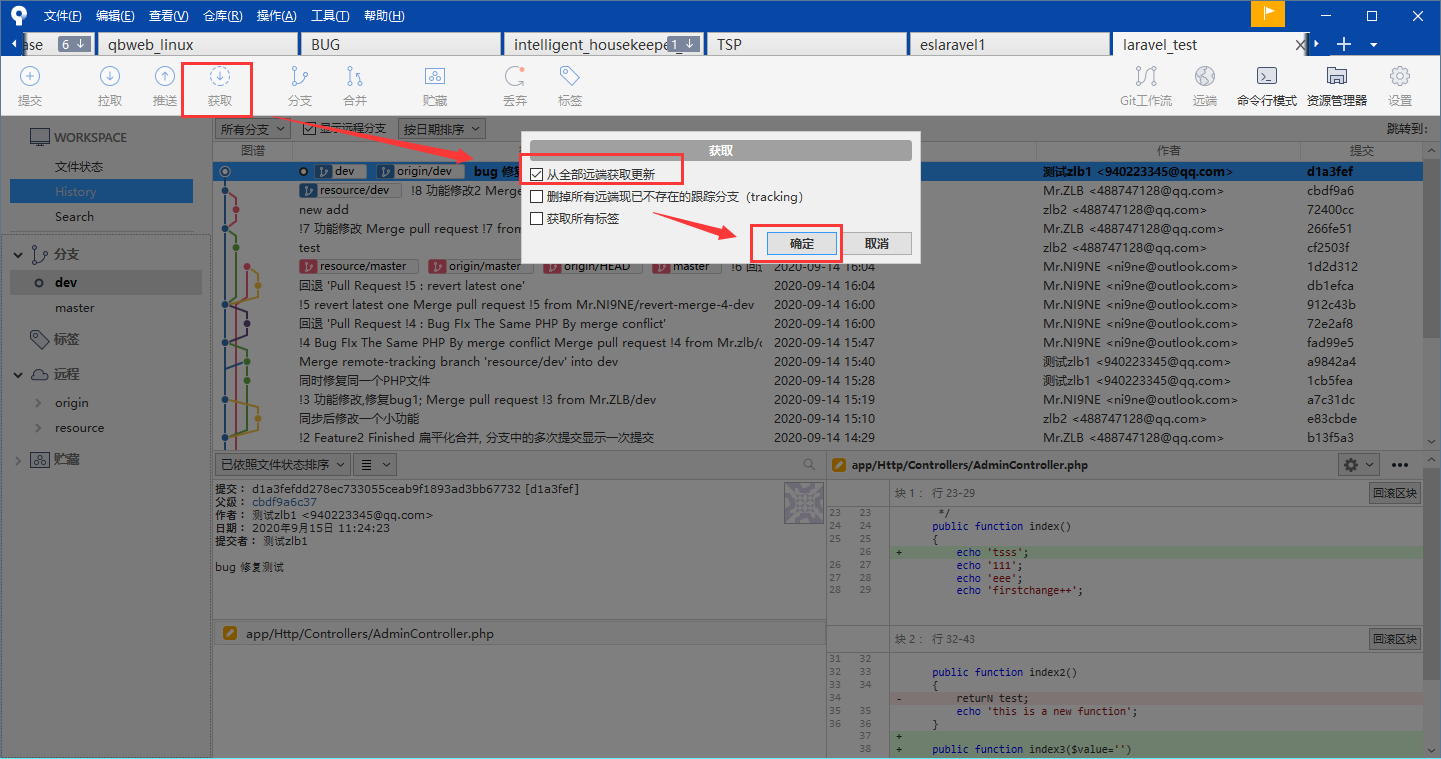 文件(F) 编辑(E) 查看(V) 仓库(R) 操作(A) 工具(T) 帮助(H)
ase 6 qbweb_linux BUG intelligent_housekeepe 1 TSP eslaravel1 laravel_test
提交 拉取 推送 获取 分支 合并 贮藏 丢弃 标签 Git工作流 远端 命令行模式 资源管理器 设置
WORKSPACE
文件状态
History
Search
分支
dev
master
标签
远程
origin
resource
贮藏
所有分支 显示远程分支 按日期排序 跳转到:
图谱 作者 提交
dev origin/dev bug 修复 测试zlb1 <940223345@qq.com> d1a3fef
resource/dev !8 功能修改2 Merge Mr.ZLB <488747128@qq.com> cbdf9a6
new add zlb2 <488747128@qq.com> 72400cc
!7 功能修改 Merge pull request !7 from Mr.ZLB <488747128@qq.com> 266fe51
test zlb2 <488747128@qq.com> cf2503f
resource/master origin/master origin/HEAD master !6 回 2020-09-14 16:04 Mr.NI9NE <ni9ne@outlook.com> 1d2d312
回退 'Pull Request !5 : revert latest one' 2020-09-14 16:04 Mr.NI9NE <ni9ne@outlook.com> db1efca
!5 revert latest one Merge pull request !5 from Mr.NI9NE/revert-merge-4-dev 2020-09-14 16:00 Mr.NI9NE <ni9ne@outlook.com> 912c43b
回退 'Pull Request !4 : Bug FIx The Same PHP By merge conflict' 2020-09-14 16:00 Mr.NI9NE <ni9ne@outlook.com> 72e2af8
!4 Bug FIx The Same PHP By merge conflict Merge pull request !4 from Mr.zlb/c 2020-09-14 15:47 Mr.NI9NE <ni9ne@outlook.com> fad99e5
Merge remote-tracking branch 'resource/dev' into dev 2020-09-14 15:40 测试zlb1 <940223345@qq.com> a9842a4
同时修复同一个PHP文件 2020-09-14 15:28 测试zlb1 <940223345@qq.com> 1cb5fea
!3 功能修改,修复bug1; Merge pull request !3 from Mr.ZLB/dev 2020-09-14 15:19 Mr.NI9NE <ni9ne@outlook.com> a7c31dc
同步后修改一个小功能 2020-09-14 15:10 zlb2 <488747128@qq.com> e83cbde
!2 Feature2 Finished 扁平化合并, 分支中的多次提交显示一次提交 2020-09-14 14:29 Mr.ZLB <488747128@qq.com> b13f5a3
获取
从全部远端获取更新
删掉所有远端现已不存在的跟踪分支（tracking）
获取所有标签
确定 取消
已依照文件状态排序
提交： d1a3fefdd278ec733055ceab9f1893ad3bb67732 [d1a3fef]
父级： cbdf9a6c37
作者： 测试zlb1 <940223345@qq.com>
日期： 2020年9月15日 11:24:23
提交者： 测试zlb1
bug 修复测试
app/Http/Controllers/AdminController.php
app/Http/Controllers/AdminController.php
块 1： 行 23-29 回滚区块
23 23 */
24 24 public function index()
25 25 {
26 + echo 'tsss';
26 27 echo '111';
27 28 echo 'eee';
28 29 echo 'firstchange++';
块 2： 行 32-43 回滚区块
31 32
32 33 public function index2()
33 34 {
34 - returN test;
35 35 echo 'this is a new function';
36 36 }
37 +
38 + public function index3($value='')